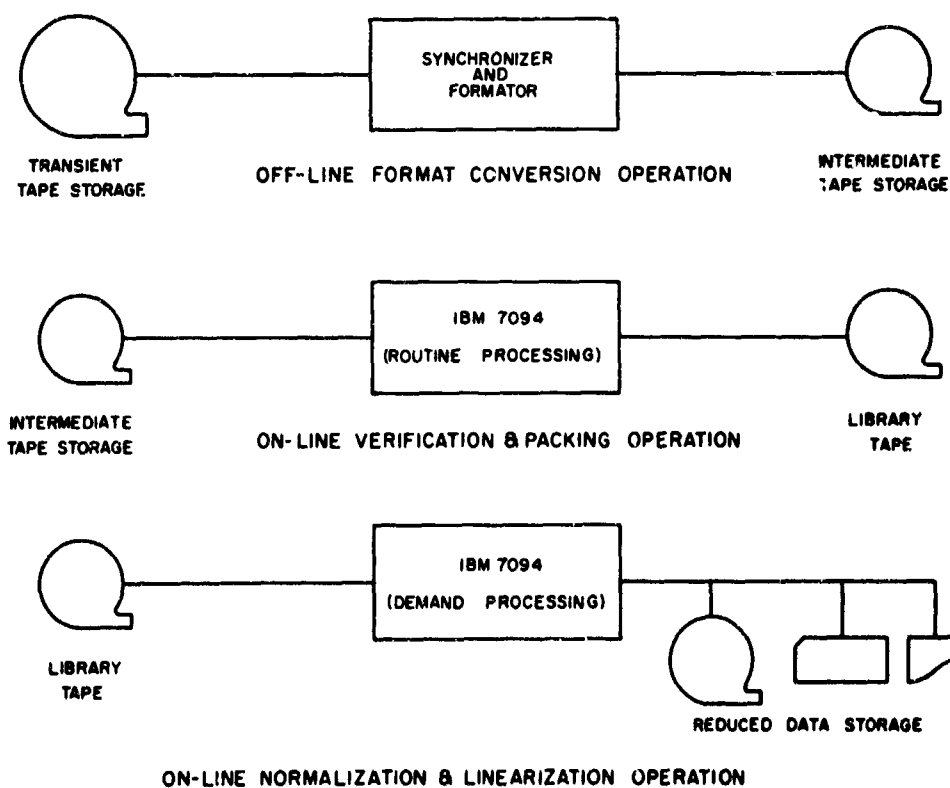 SYNCHRONIZER
AND
FORMATOR
TRANSIENT
TAPE STORAGE
OFF-LINE FORMAT CONVERSION OPERATION
INTERMEDIATE
TAPE STORAGE
IBM 7094
(ROUTINE PROCESSING)
INTERMEDIATE
TAPE STORAGE
ON-LINE VERIFICATION & PACKING OPERATION
LIBRARY
TAPE
IBM 7094
(DEMAND PROCESSING)
LIBRARY
TAPE
REDUCED DATA STORAGE
ON-LINE NORMALIZATION & LINEARIZATION OPERATION